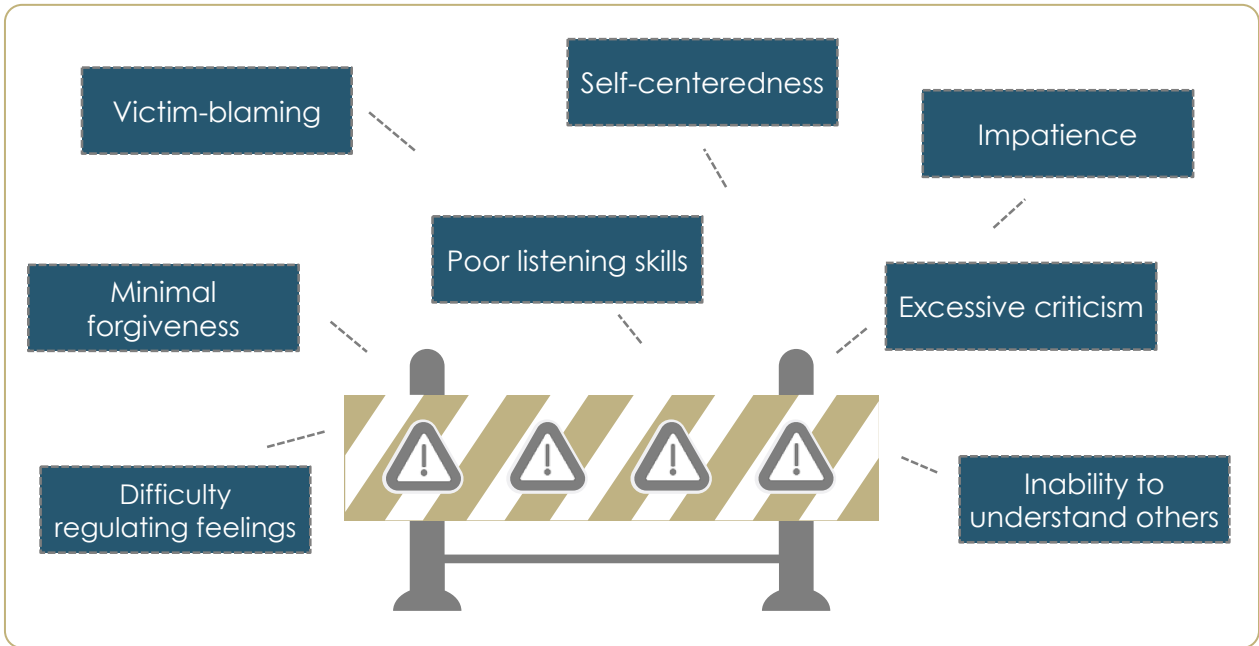 Victim-blaming
Self-centeredness
Impatience
Poor listening skills
Minimal
forgiveness
Excessive criticism
Difficulty
regulating feelings
Inability to
understand others